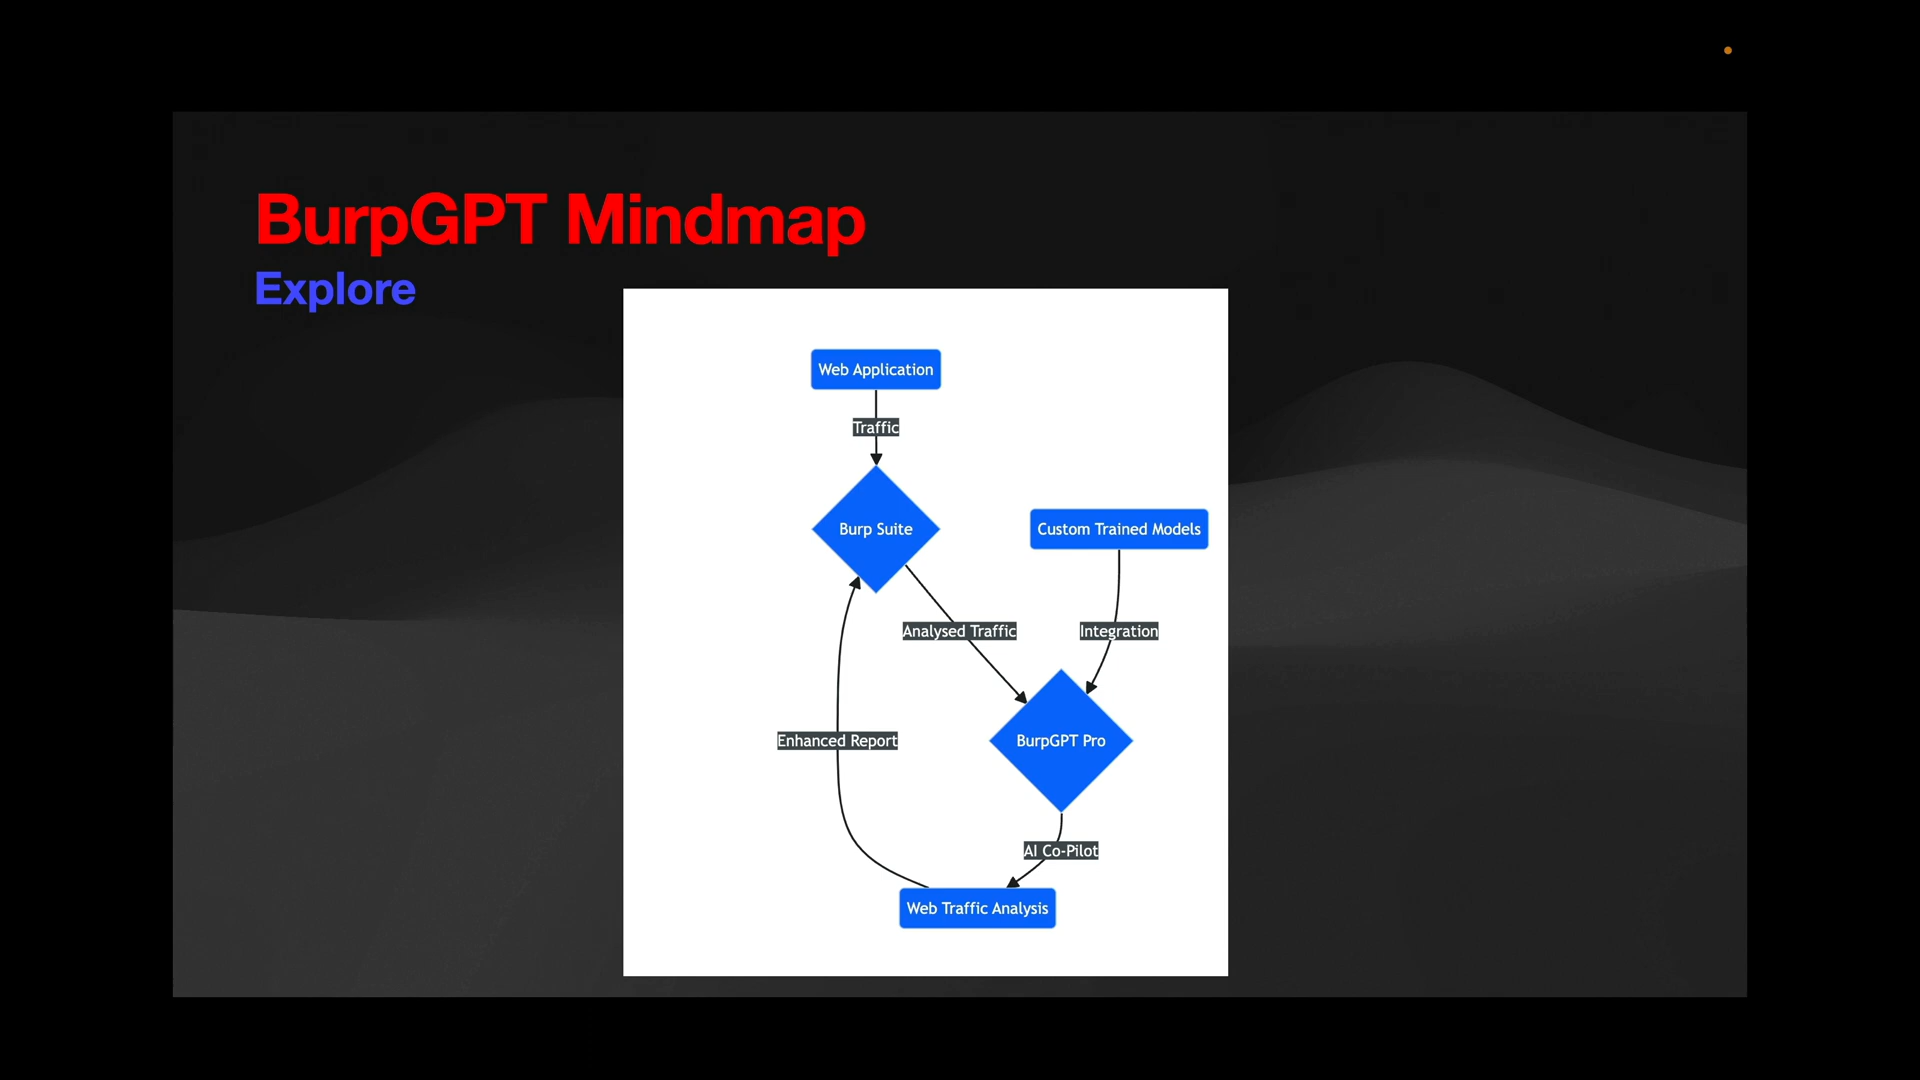 BurpGPT Mindmap
Explore
Web Application
Traffic
Burp Suite
Custom Trained Models
Analysed Traffic
Integration
Enhanced Report
BurpGPT Pro
AI Co-Pilot
Web Traffic Analysis